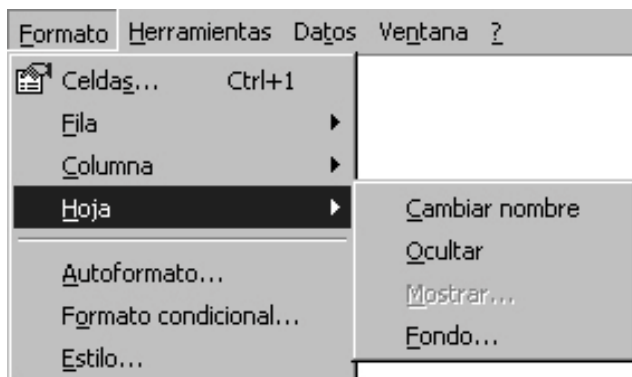 Formato Herramientas Datos Ventana ?
Celdas... Ctrl+1
Fila
Columna
Hoja
Autoformato...
Formato condicional...
Estilo...
Cambiar nombre
Ocultar
Mostrar...
Fondo...